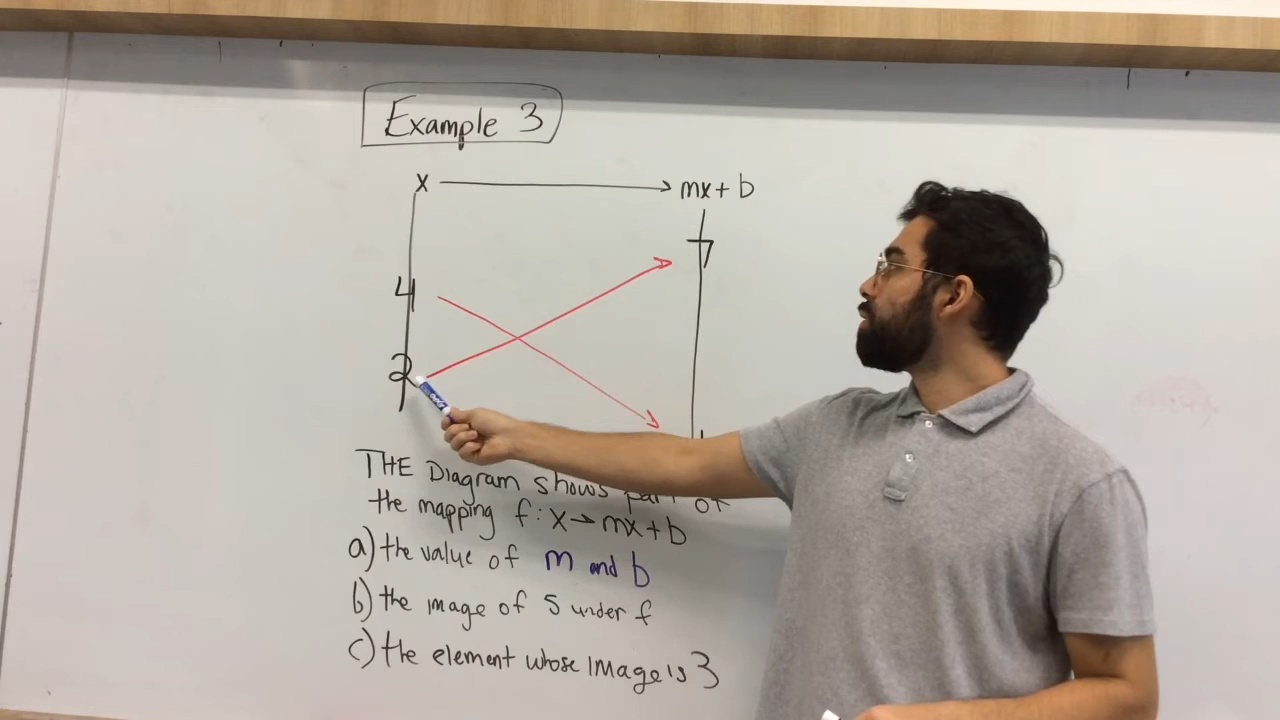 Example 3
x → mx + b
7
4
2
THE Diagram shows part of
the mapping f : x → mx + b
a) the value of m and b
b) the image of 5 under f
c) the element whose image is 3